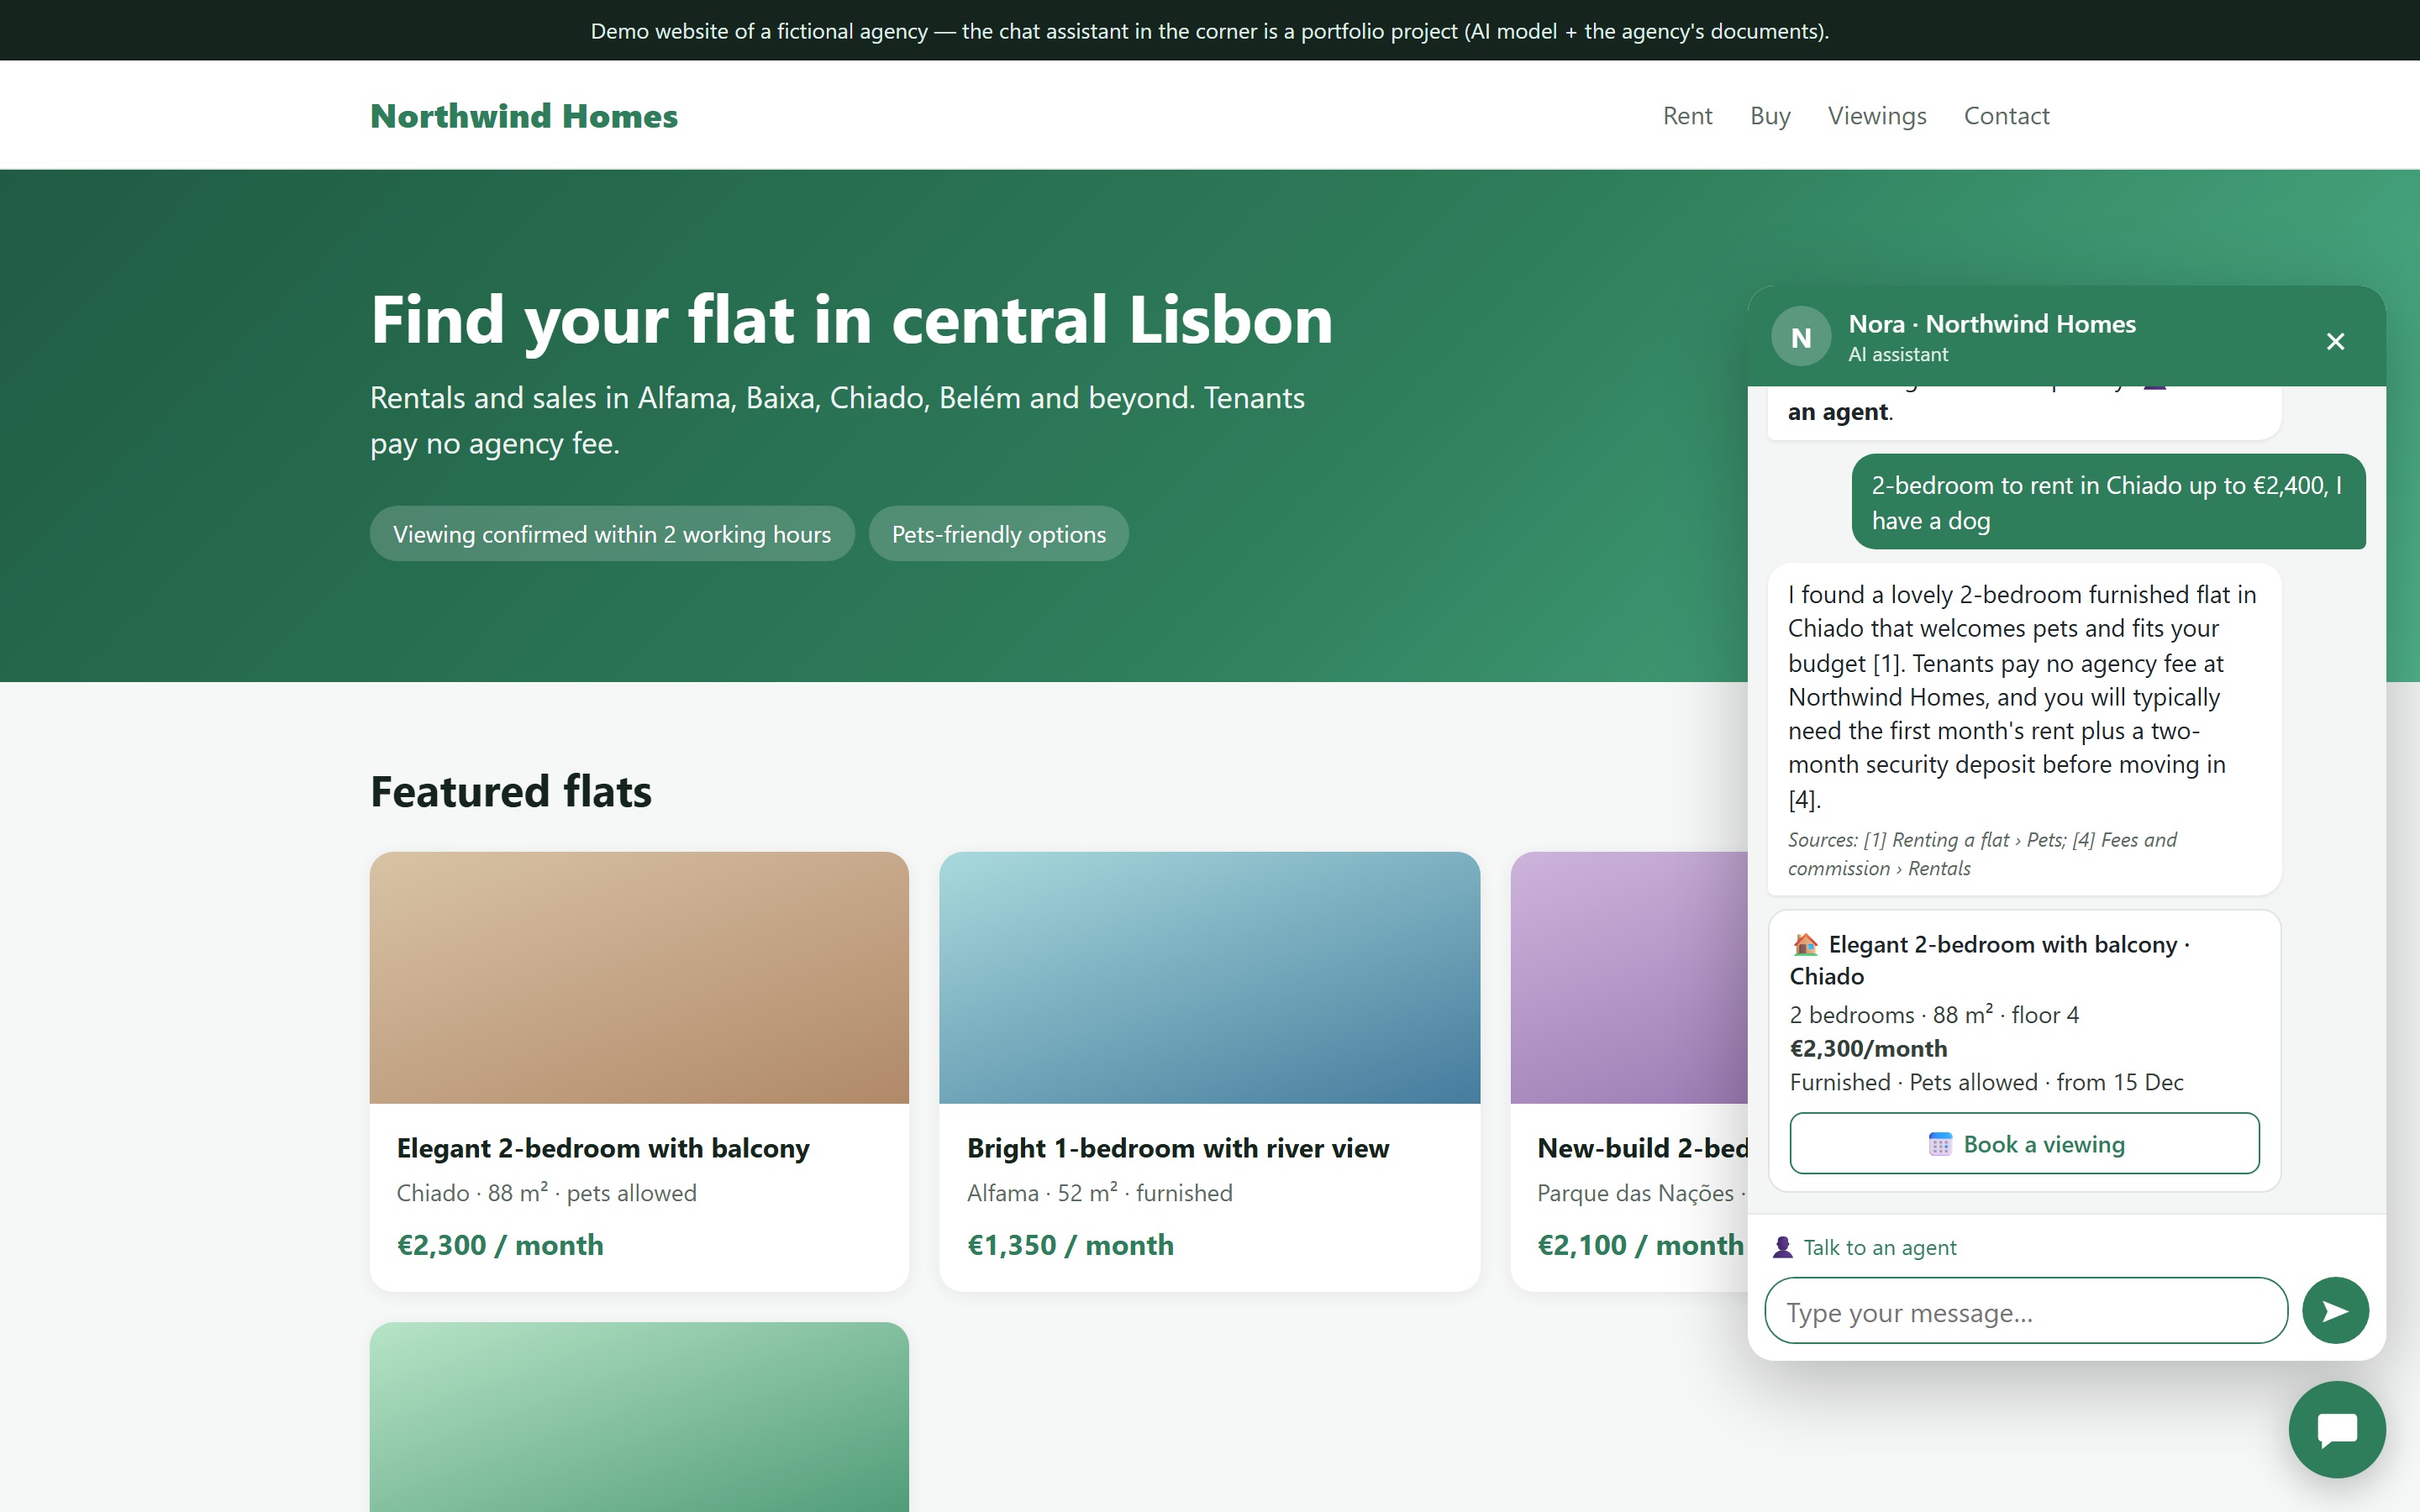 Demo website of a fictional agency — the chat assistant in the corner is a portfolio project (AI model + the agency's documents).
Northwind Homes
Rent
Buy
Viewings
Contact
Find your flat in central Lisbon
Rentals and sales in Alfama, Baixa, Chiado, Belém and beyond. Tenants
pay no agency fee.
Viewing confirmed within 2 working hours
Pets-friendly options
Featured flats
Elegant 2-bedroom with balcony
Chiado · 88 m² · pets allowed
€2,300 / month
Bright 1-bedroom with river view
Alfama · 52 m² · furnished
€1,350 / month
New-build 2-bed
Parque das Nações ·
€2,100 / month
N
Nora · Northwind Homes
AI assistant
an agent.
2-bedroom to rent in Chiado up to €2,400, I
have a dog
I found a lovely 2-bedroom furnished flat in
Chiado that welcomes pets and fits your
budget [1]. Tenants pay no agency fee at
Northwind Homes, and you will typically
need the first month's rent plus a two-
month security deposit before moving in
[4].
Sources: [1] Renting a flat › Pets; [4] Fees and
commission › Rentals
Elegant 2-bedroom with balcony ·
Chiado
2 bedrooms · 88 m² · floor 4
€2,300/month
Furnished · Pets allowed · from 15 Dec
Book a viewing
Talk to an agent
Type your message...